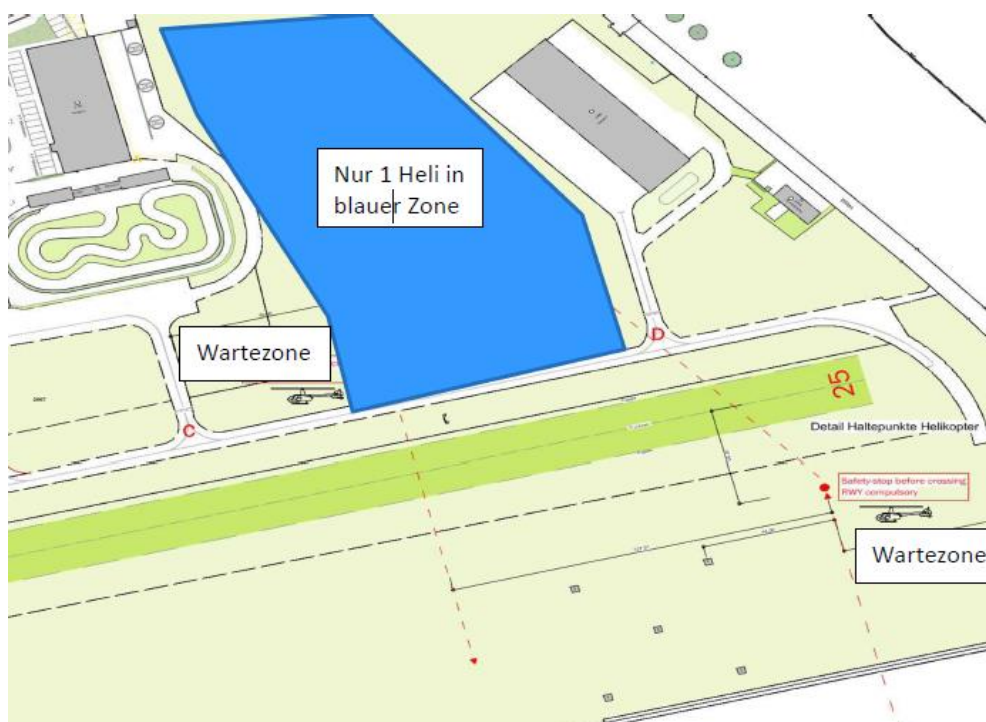 Nur 1 Heli in
blauer Zone
Wartezone
D
C
25
Detail Haltepunkte Helikopter
Safety-stop before crossing
RWY compulsory
Wartezone